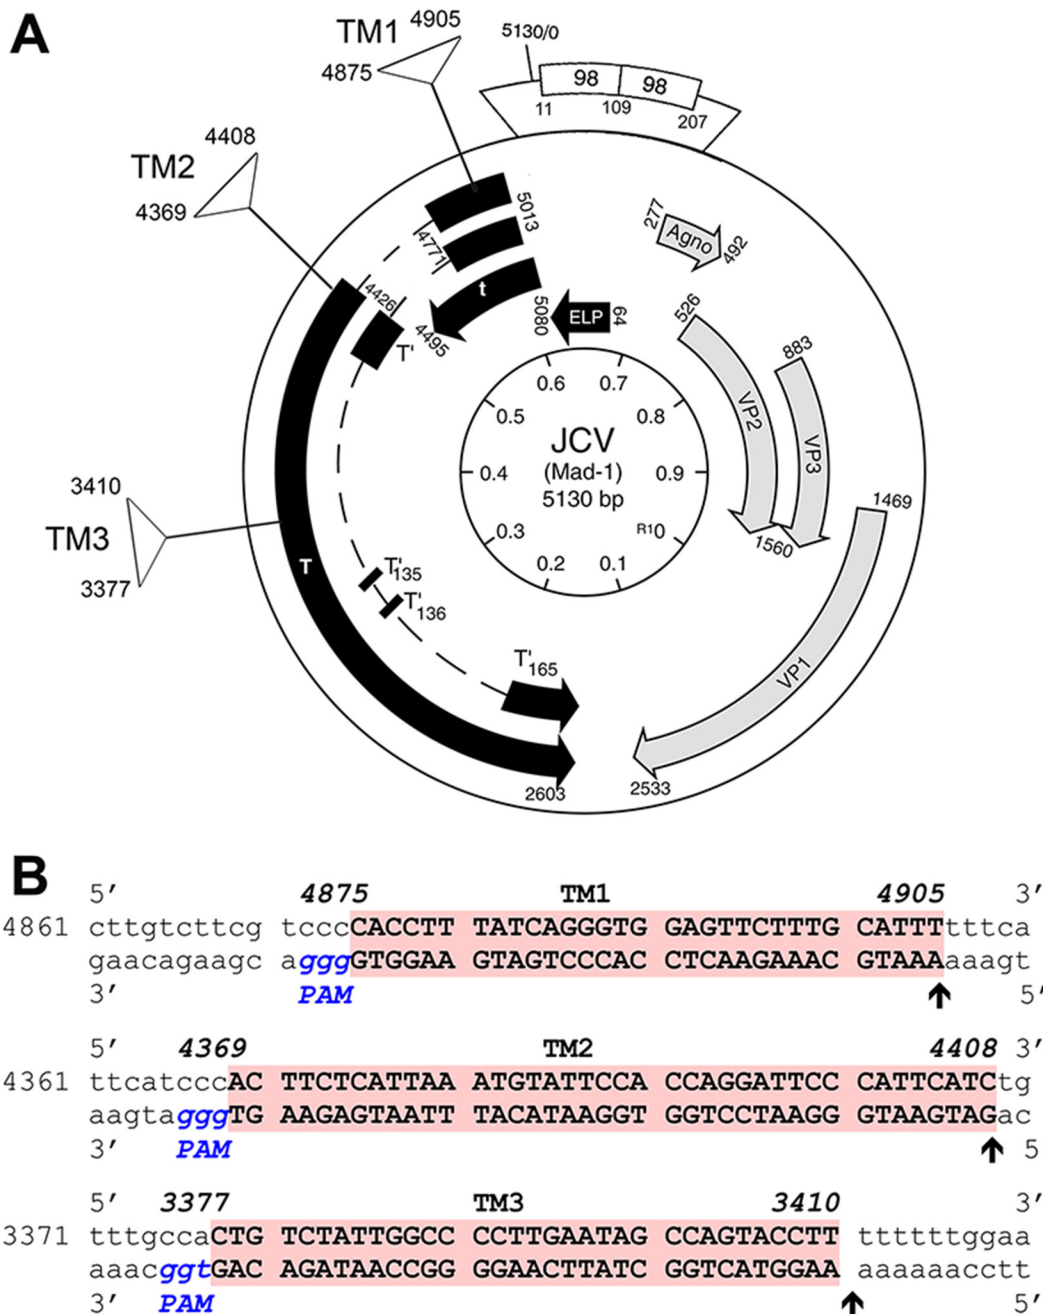 A
TM1
4905
4875
5130/0
98
98
11
109
207
4408
TM2
4369
5013
4771
t
4426
T'
4495
5080
ELP
64
277
Agno
492
526
883
VP2
VP3
1469
1560
0.6
0.7
0.5
0.8
JCV
(Mad-1)
5130 bp
0.4
0.9
0.3
R10
0.2
0.1
3410
TM3
3377
T
T'135
T'136
T'165
VP1
2603
2533
B
5' 4875 TM1 4905 3'
4861 cttgtcttcg tcccCACCTT TATCAGGGTG GAGTTCTTTG CATTTtttca
gaacagaagc agggGTGGAA GTAGTCCCAC CTCAAGAAAC GTAAAaaagt
3' PAM 5'
5' 4369 TM2 4408 3'
4361 ttcatcccAC TTCTCATTAA ATGTATTCCA CCAGGATTCC CATTCATCtg
aagtagggTG AAGAGTAATT TACATAAGGT GGTCCTAAGG GTAAGTAGac
3' PAM 5
5' 3377 TM3 3410 3'
3371 tttgccaCTG TCTATTGGCC CCTTGAATAG CCAGTACCTT ttttttggaa
aaacggtGAC AGATAACCGG GGAACTTATC GGTCATGGAA aaaaaacctt
3' PAM 5'